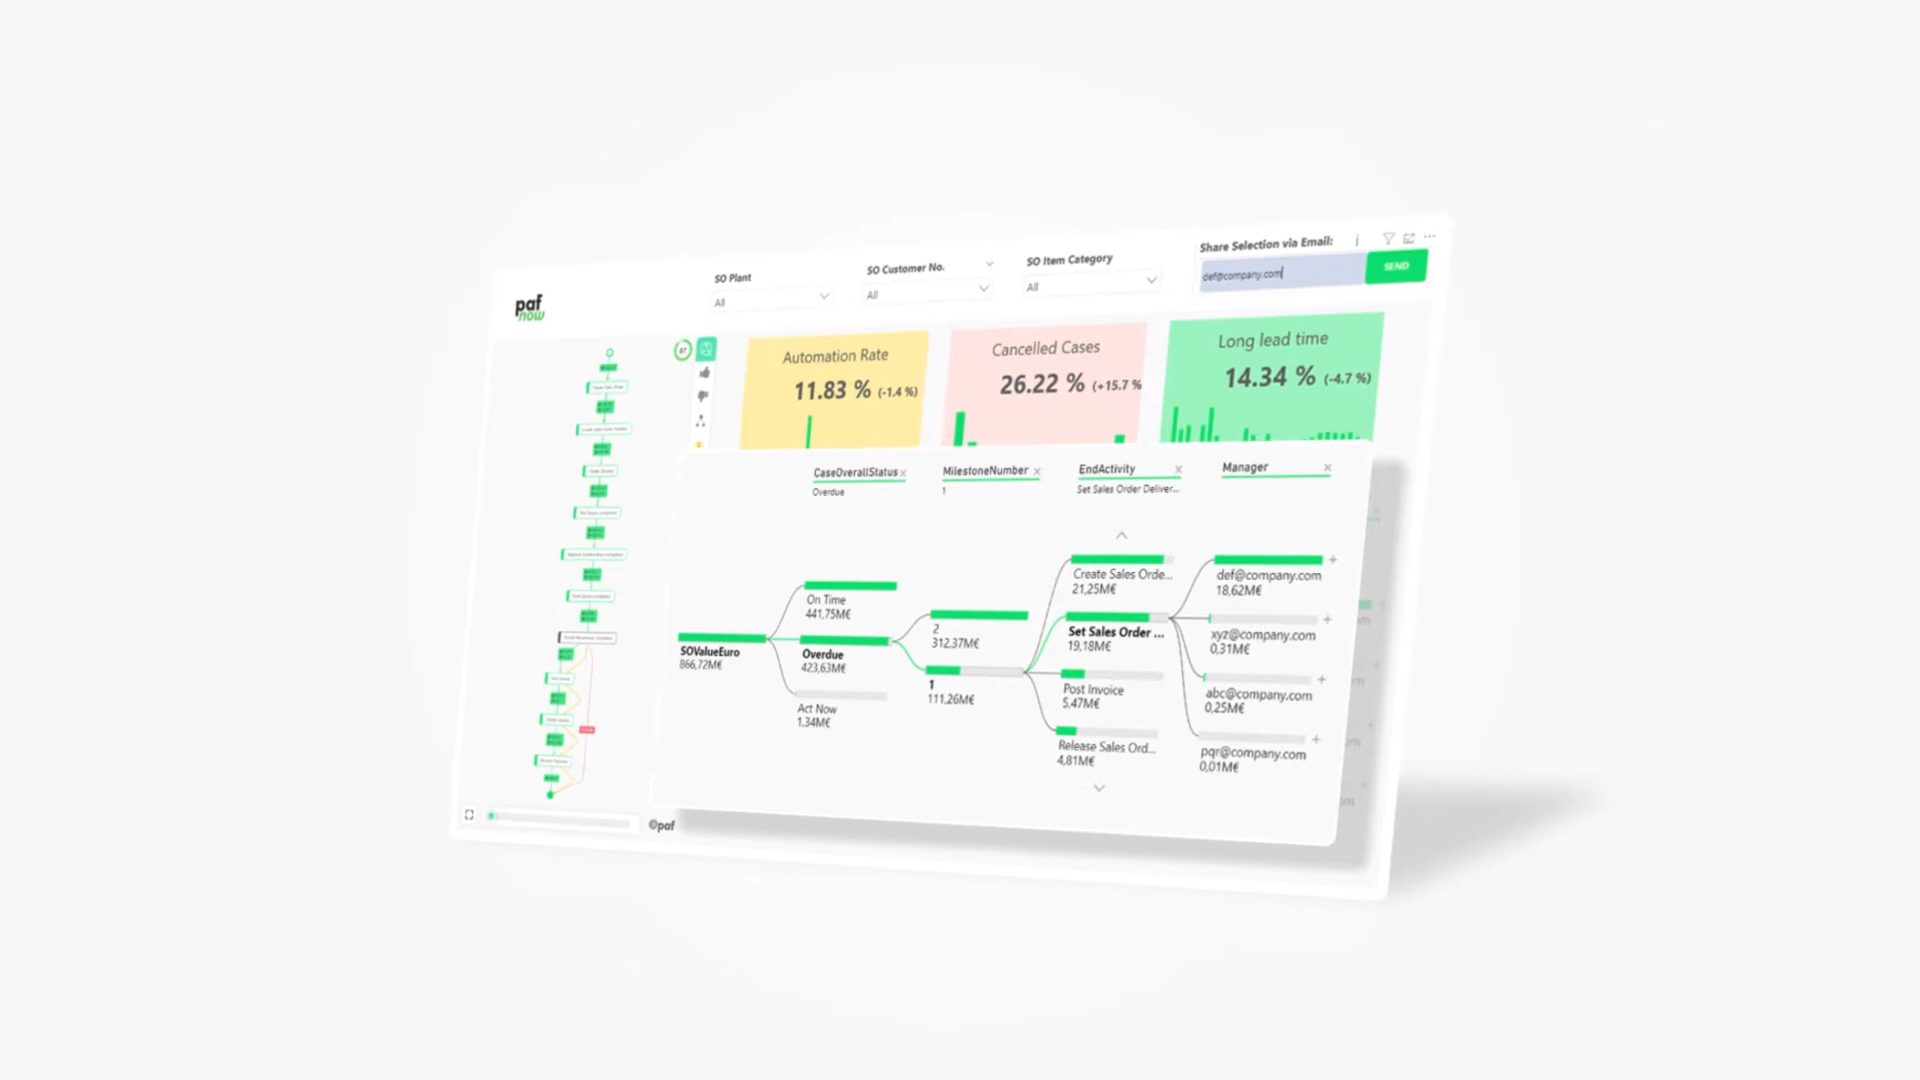 paf
now
SO Plant
All
SO Customer No.
All
SO Item Category
All
Share Selection via Email:
def@company.com
SEND
87
Automation Rate
11.83 % (-1.4 %)
Cancelled Cases
26.22 % (+15.7 %
Long lead time
14.34 % (-4.7 %)
CaseOverallStatus
Overdue
MilestoneNumber
1
EndActivity
Set Sales Order Deliver...
Manager
SOValueEuro
866,72M€
On Time
441,75M€
Overdue
423,63M€
Act Now
1,34M€
2
312,37M€
1
111,26M€
Create Sales Orde...
21,25M€
Set Sales Order ...
19,18M€
Post Invoice
5,47M€
Release Sales Ord...
4,81M€
def@company.com
18,62M€
xyz@company.com
0,31M€
abc@company.com
0,25M€
pqr@company.com
0,01M€
©paf